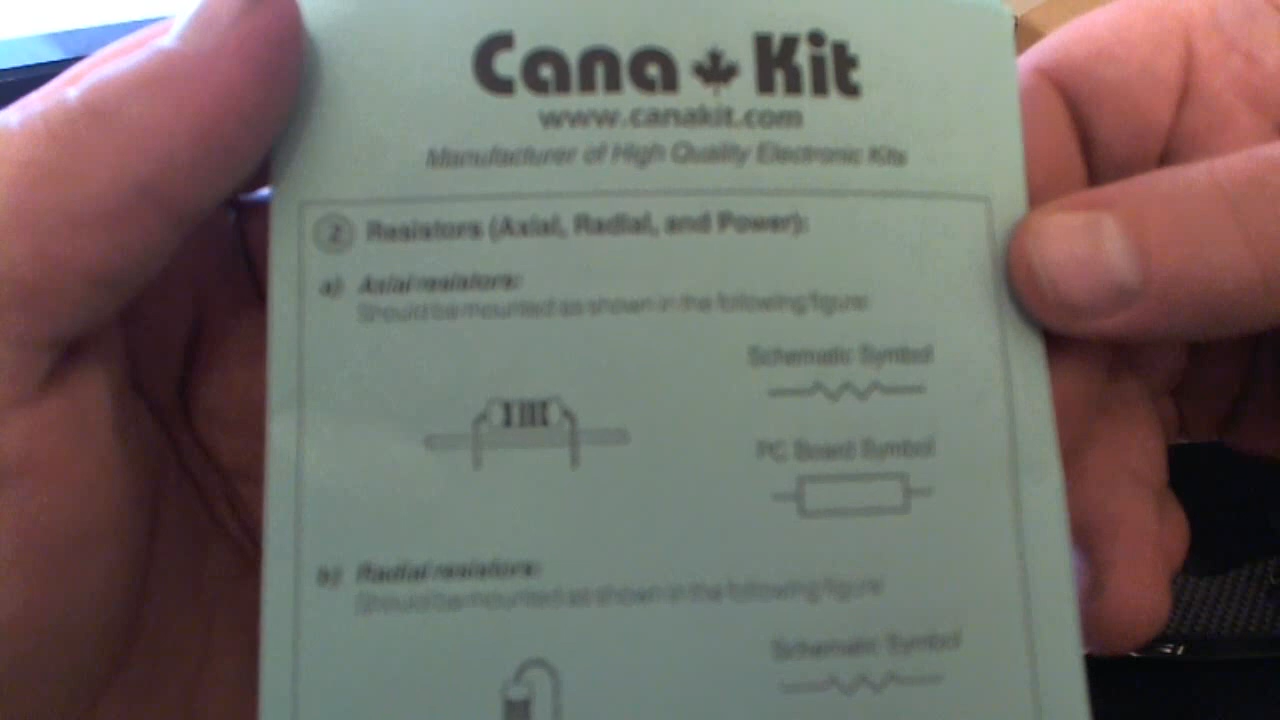 Cana Kit
www.canakit.com
Manufacturer of High Quality Electronic Kits
2 Resistors (Axial, Radial, and Power):
a) Axial resistors:
Should be mounted as shown in the following figure:
Schematic Symbol
PC Board Symbol
b) Radial resistors:
Should be mounted as shown in the following figure
Schematic Symbol